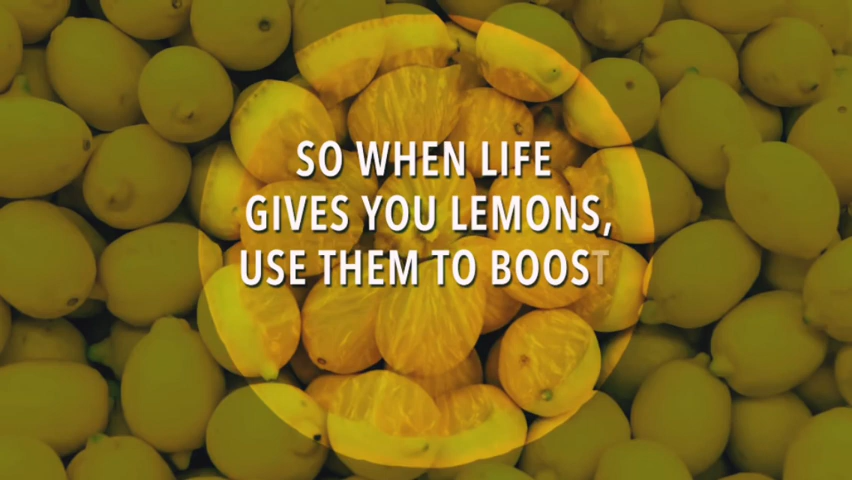 SO WHEN LIFE
GIVES YOU LEMONS,
USE THEM TO BOOST